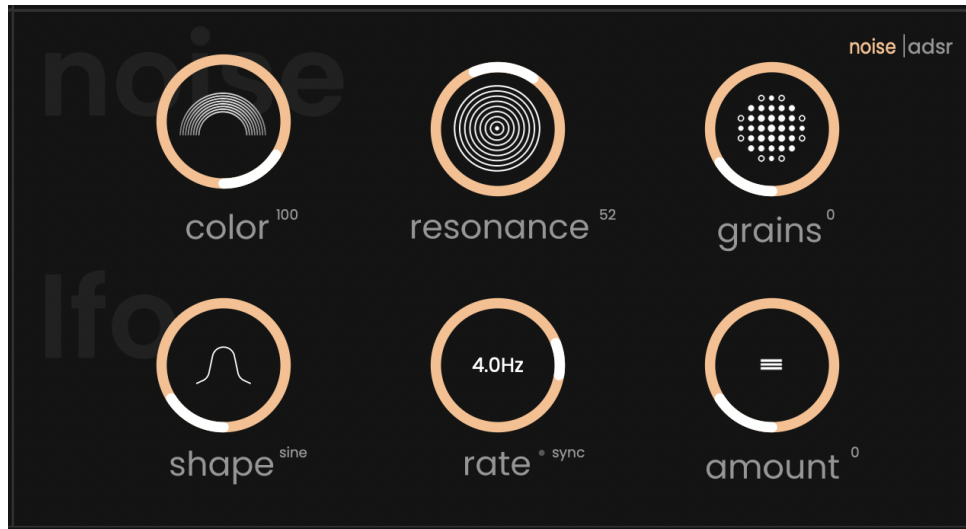 noise
noise | adsr
color 100
resonance 52
grains 0
lfo
4.0Hz
shape sine
rate • sync
amount 0